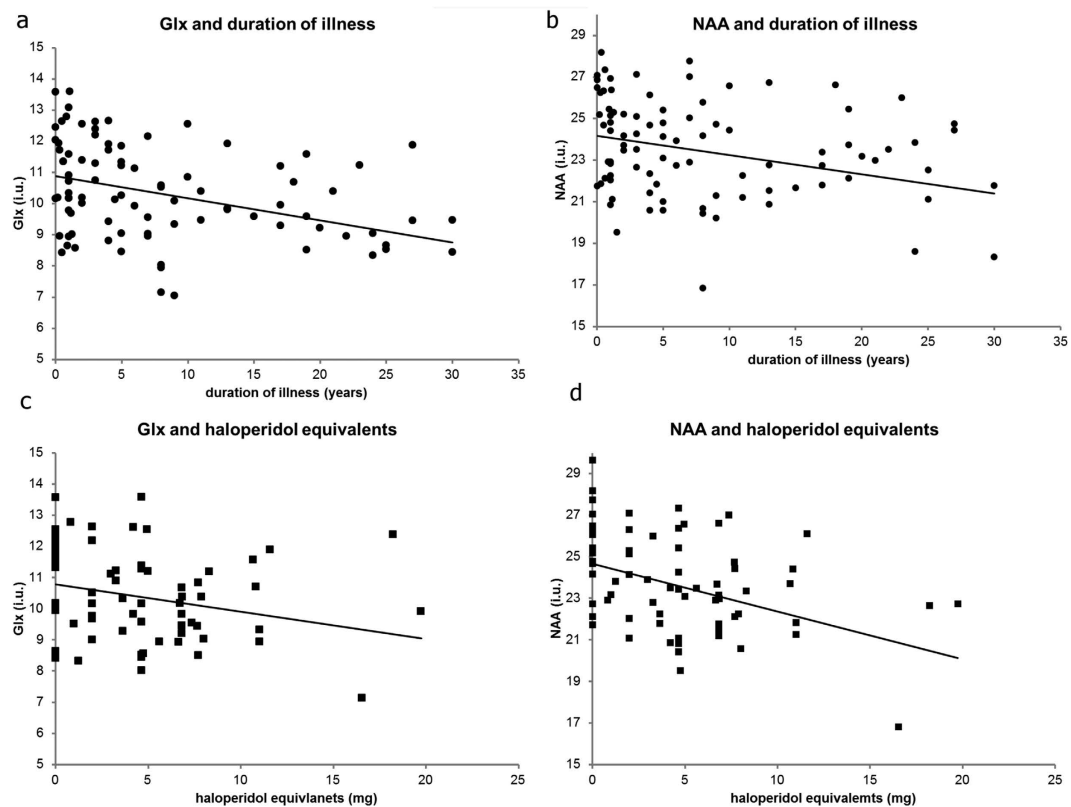 a
Glx and duration of illness
15
14
13
12
11
10
9
8
7
6
5
Glx (i.u.)
0 5 10 15 20 25 30 35
duration of illness (years)
b
NAA and duration of illness
29
27
25
23
21
19
17
15
NAA (i.u.)
0 5 10 15 20 25 30 35
duration of illness (years)
c
Glx and haloperidol equivalents
15
14
13
12
11
10
9
8
7
6
5
Glx (i.u.)
0 5 10 15 20 25
haloperidol equivlanets (mg)
d
NAA and haloperidol equivalents
29
27
25
23
21
19
17
15
NAA (i.u.)
0 5 10 15 20 25
haloperidol equivalemts (mg)